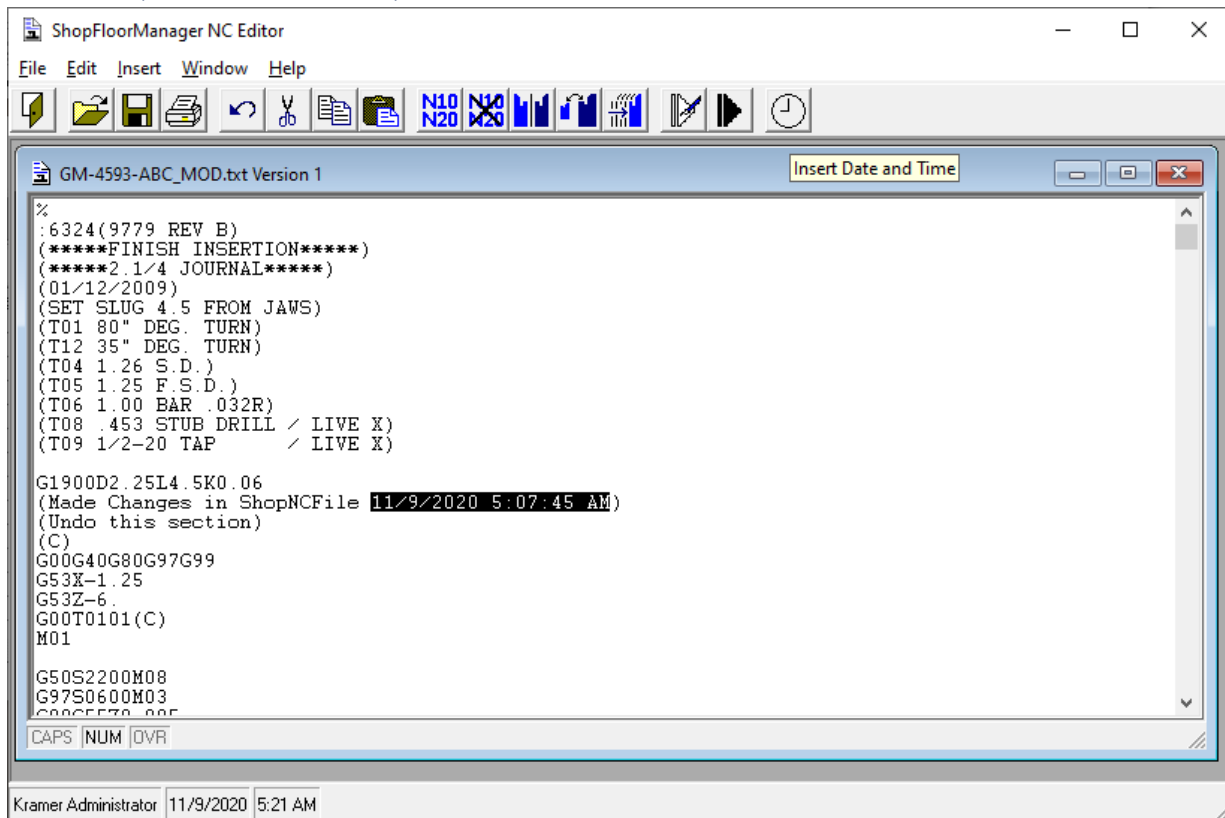 ShopFloorManager NC Editor
File Edit Insert Window Help
N10 N20 N10 N20
Insert Date and Time
GM-4593-ABC_MOD.txt Version 1
%
:6324(9779 REV B)
(*****FINISH INSERTION*****)
(*****2.1/4 JOURNAL*****)
(01/12/2009)
(SET SLUG 4.5 FROM JAWS)
(T01 80" DEG. TURN)
(T12 35" DEG. TURN)
(T04 1.26 S.D.)
(T05 1.25 F.S.D.)
(T06 1.00 BAR .032R)
(T08 .453 STUB DRILL / LIVE X)
(T09 1/2-20 TAP / LIVE X)
G1900D2.25L4.5K0.06
(Made Changes in ShopNCFile 11/9/2020 5:07:45 AM)
(Undo this section)
(C)
G00G40G80G97G99
G53X-1.25
G53Z-6.
G00T0101(C)
M01
G50S2200M08
G97S0600M03
CAPS NUM OVR
Kramer Administrator 11/9/2020 5:21 AM